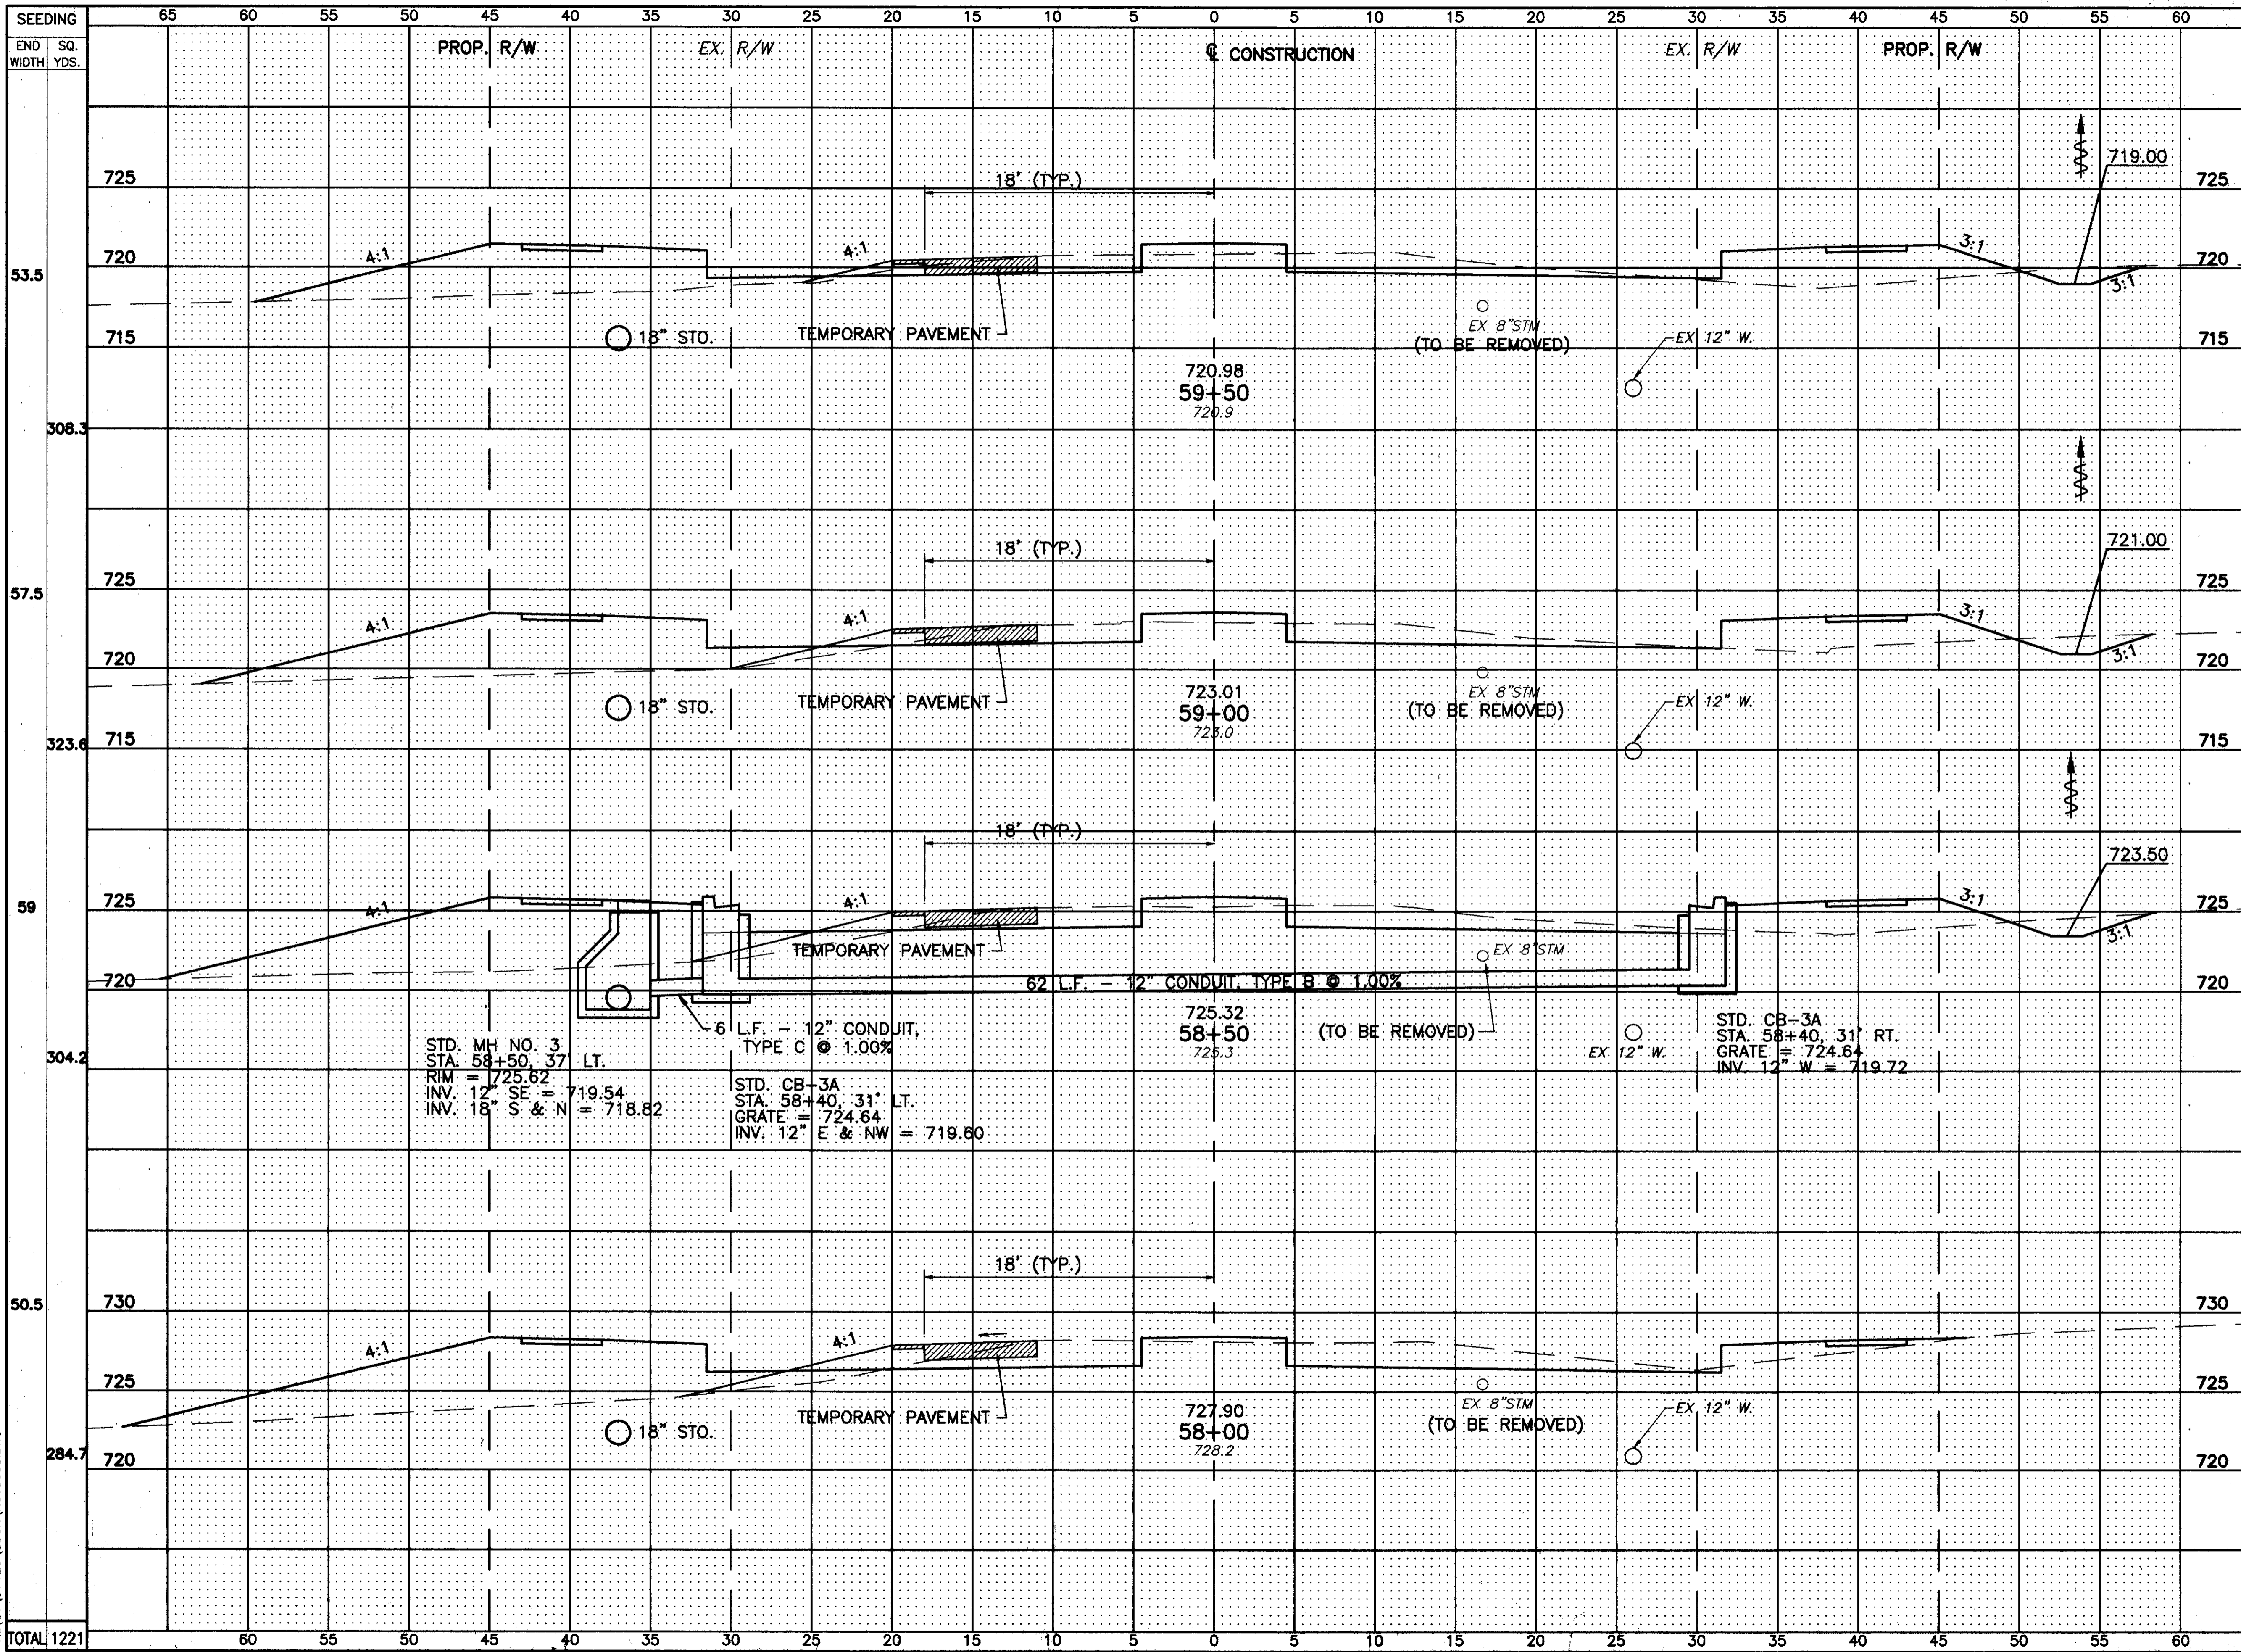 SEEDING
END WIDTH SQ. YDS.
65 60 55 50 45 40 35 30 25 20 15 10 5 0 5 10 15 20 25 30 35 40 45 50 55 60
PROP. R/W EX. R/W ℄ CONSTRUCTION EX. R/W PROP. R/W
719.00
725 18' (TYP.) 725
4:1 4:1 3:1
53.5 720 720
3:1
18" STO. TEMPORARY PAVEMENT EX 8"STM
715 (TO BE REMOVED) EX 12" W. 715
720.98
59+50
720.9
308.3
721.00
18' (TYP.)
57.5 725 725
4:1 4:1 3:1
720 3:1 720
18" STO. TEMPORARY PAVEMENT 723.01 EX 8"STM EX 12" W.
59+00 (TO BE REMOVED)
723.0
323.6 715 715
18' (TYP.)
723.50
59 725 4:1 4:1 3:1 725
3:1
TEMPORARY PAVEMENT EX 8"STM
720 62 L.F. - 12" CONDUIT, TYPE B @ 1.00% 720
725.32
58+50
725.3
(TO BE REMOVED)
EX 12" W.
6 L.F. - 12" CONDUIT,
TYPE C @ 1.00%
STD. CB-3A
STA. 58+40, 31' RT.
GRATE = 724.64
INV. 12" W = 719.72
304.2
STD. MH NO. 3
STA. 58+50, 37' LT.
RIM = 725.62
INV. 12" SE = 719.54
INV. 18" S & N = 718.82
STD. CB-3A
STA. 58+40, 31' LT.
GRATE = 724.64
INV. 12" E & NW = 719.60
18' (TYP.)
50.5 730 730
4:1 4:1
725 725
EX 8"STM
18" STO. TEMPORARY PAVEMENT (TO BE REMOVED) EX 12" W.
727.90
58+00
728.2
284.7 720 720
TOTAL 1221
60 55 50 45 40 35 30 25 20 15 10 5 0 5 10 15 20 25 30 35 40 45 50 55 60